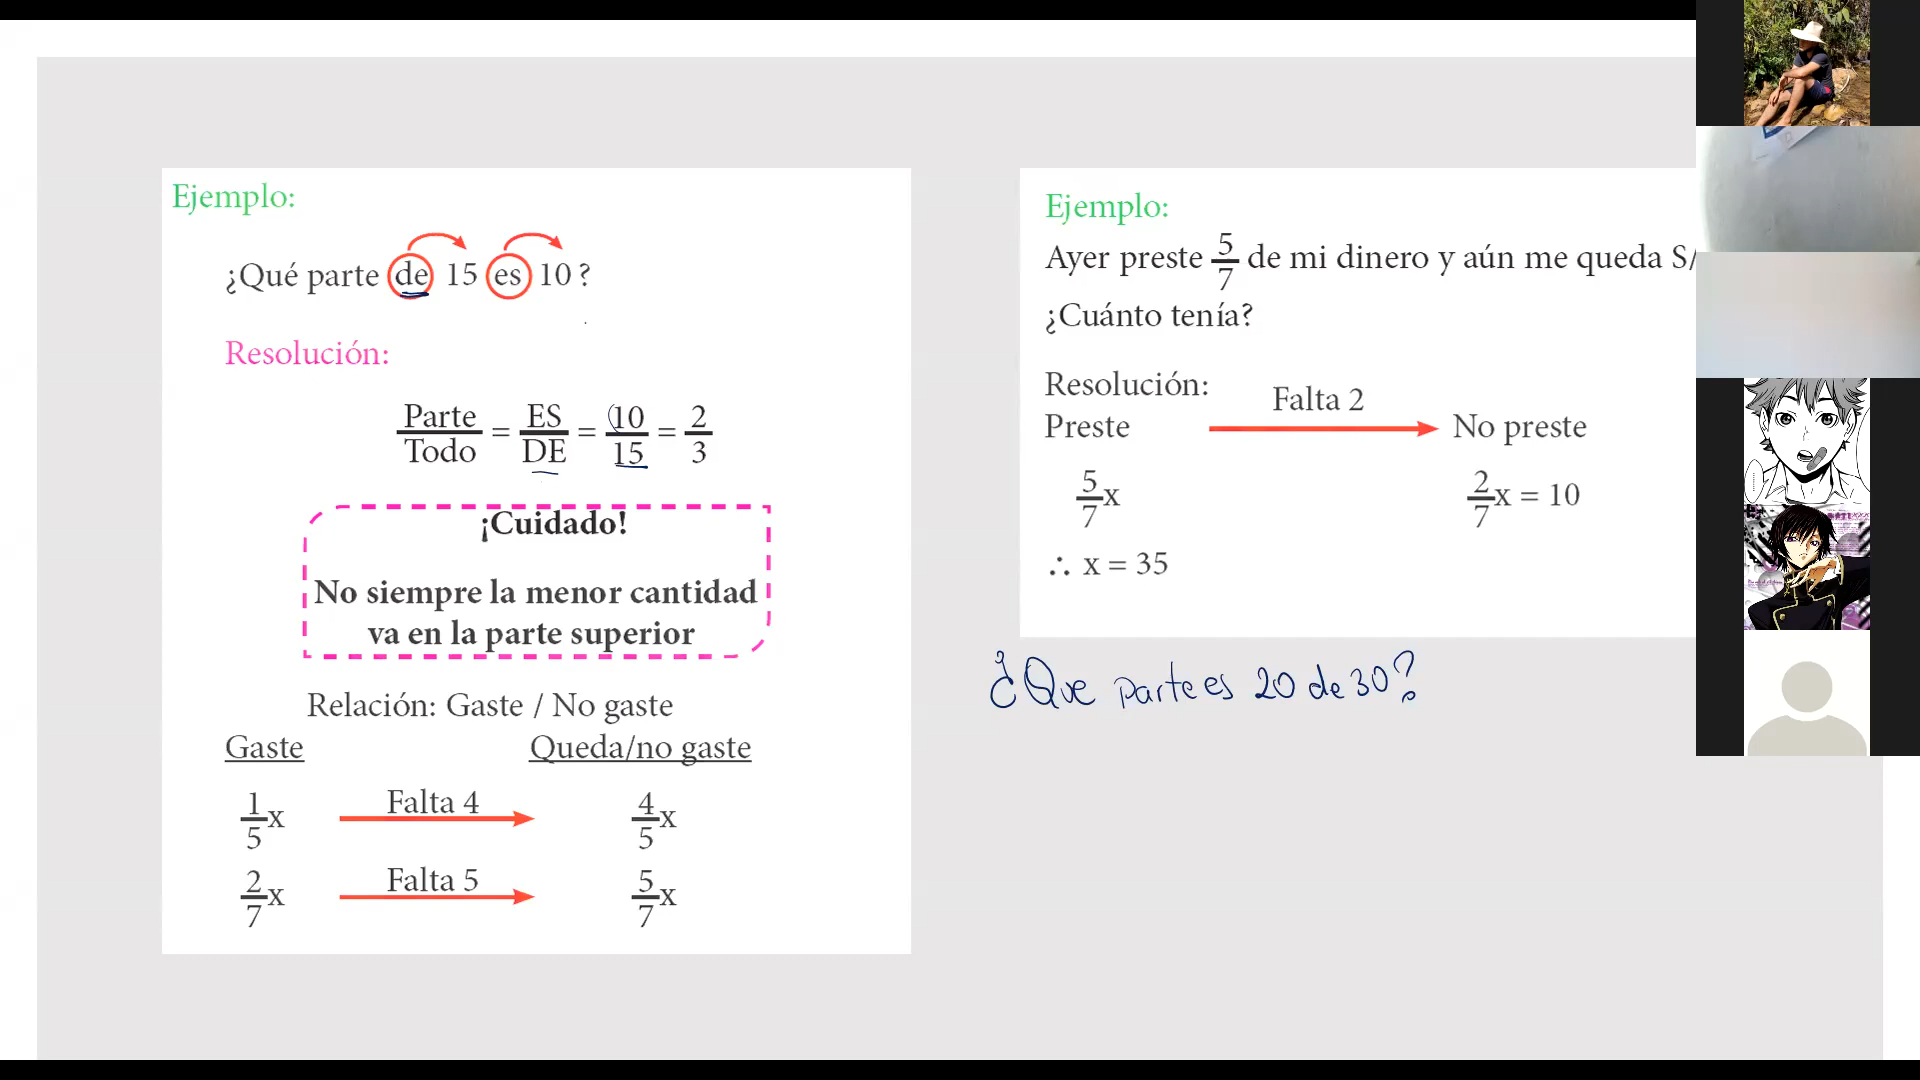 Ejemplo:
¿Qué parte de 15 es 10?
Resolución:
Parte/Todo = ES/DE = 10/15 = 2/3
¡Cuidado!
No siempre la menor cantidad
va en la parte superior
Relación: Gaste / No gaste
Gaste Queda/no gaste
1/5x Falta 4 4/5x
2/7x Falta 5 5/7x
Ejemplo:
Ayer preste 5/7 de mi dinero y aún me queda S/
¿Cuánto tenía?
Resolución:
Preste Falta 2 No preste
5/7x 2/7x = 10
∴ x = 35
¿Que parte es 20 de 30?